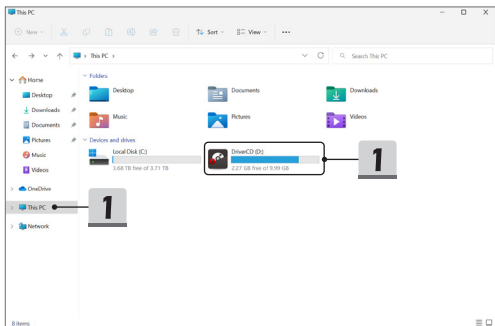 This PC
New
Sort
View
This PC
Search This PC
Home
Desktop
Downloads
Documents
Pictures
Music
Videos
OneDrive
This PC
Network
Folders
Desktop
Documents
Downloads
Music
Pictures
Videos
Devices and drives
Local Disk (C:)
3.68 TB free of 3.71 TB
DriverCD (D:)
2.27 GB free of 9.99 GB
1
1
8 items